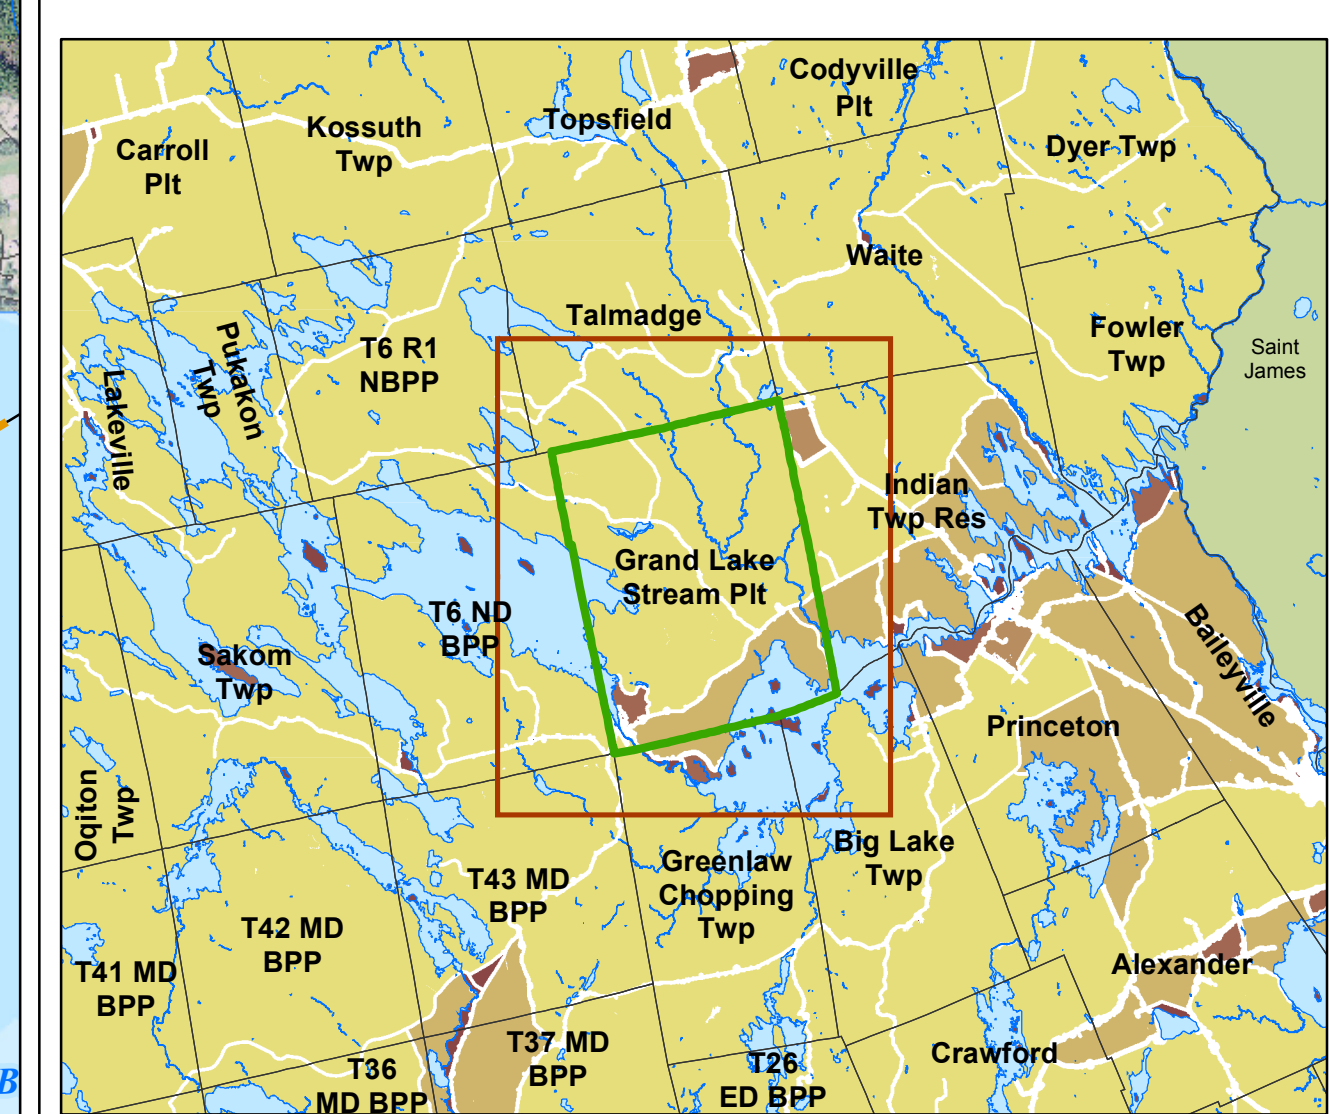 Codyville
Plt
Topsfield
Kossuth
Twp
Carroll
Plt
Dyer Twp
Waite
Talmadge
Fowler
Twp
Saint
James
T6 R1
NBPP
Pukakon
Twp
Lakeville
Indian
Twp Res
Grand Lake
Stream Plt
T6 ND
BPP
Sakom
Twp
Baileyville
Princeton
Oqiton
Twp
Big Lake
Twp
Greenlaw
Chopping
Twp
T43 MD
BPP
T42 MD
BPP
T41 MD
BPP
Alexander
Crawford
T37 MD
BPP
T36
MD BPP
T26
ED BPP
B